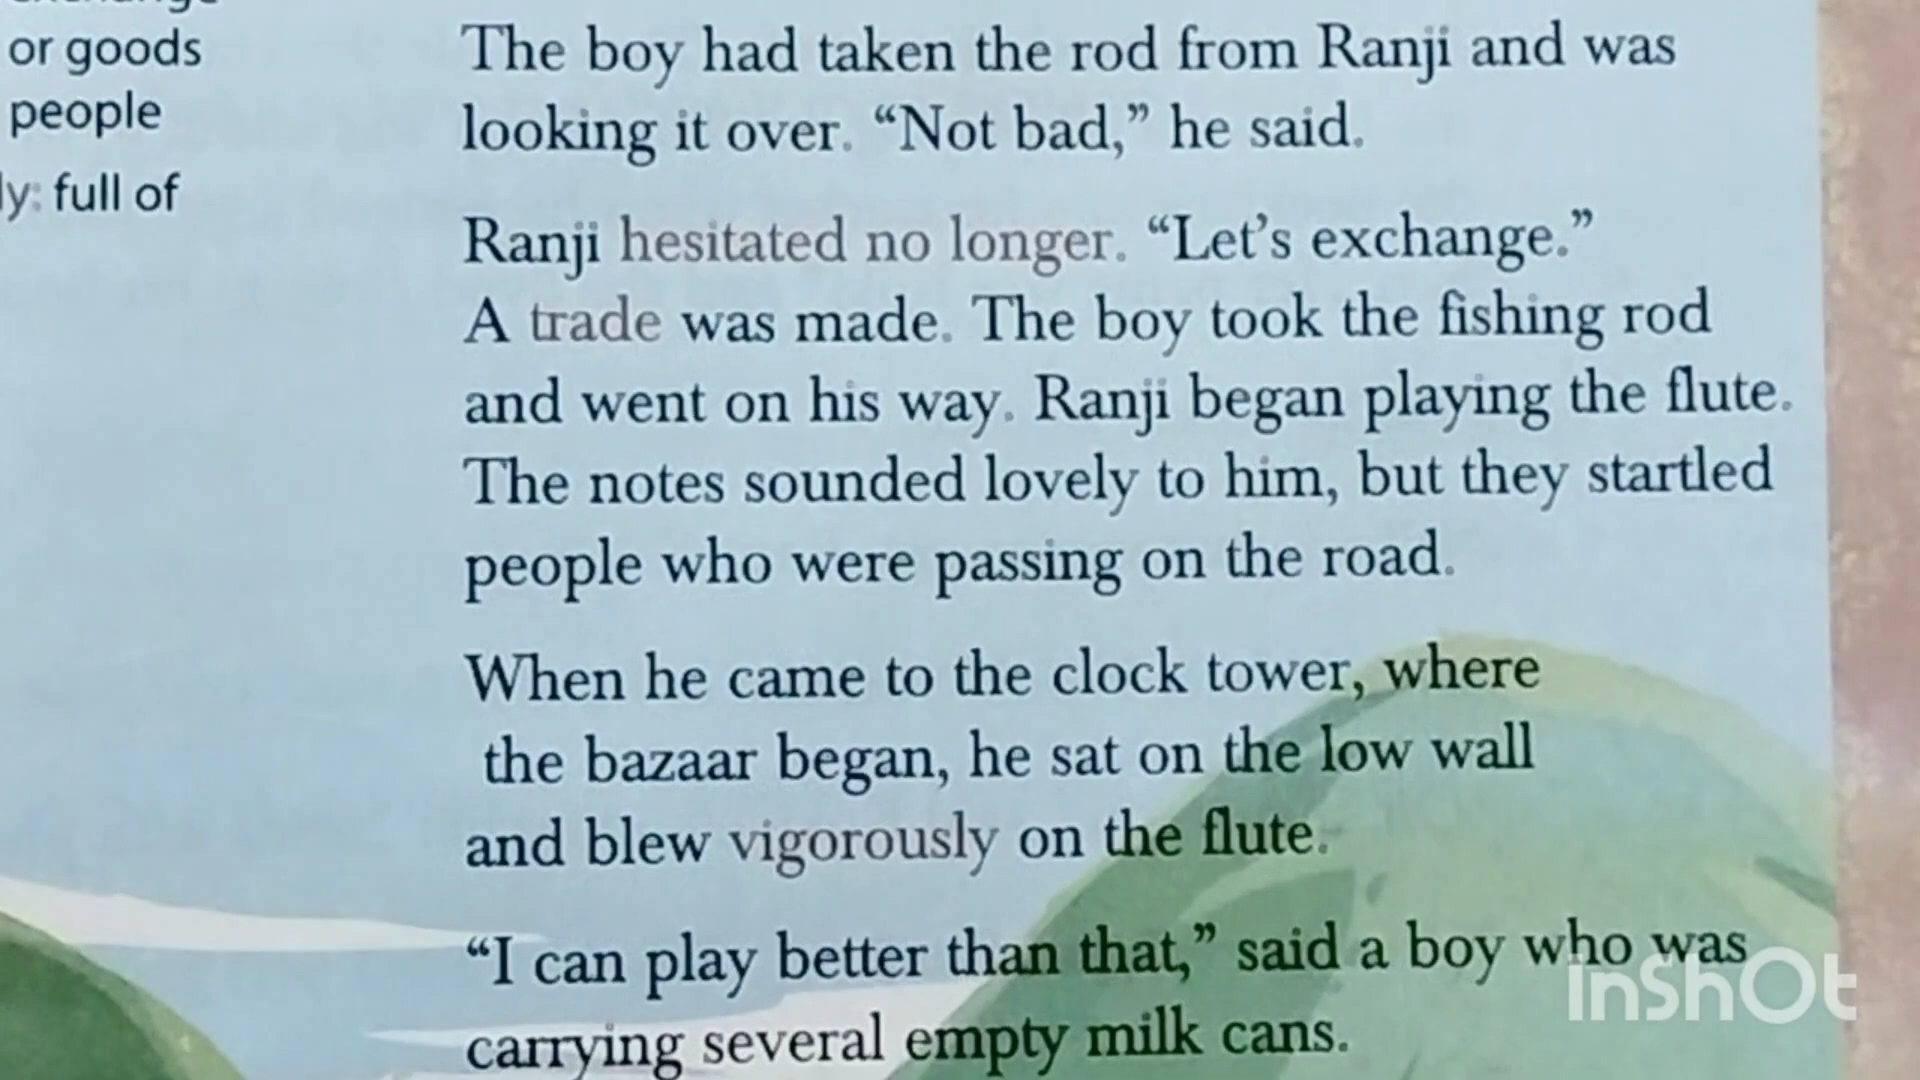 or goods
people
ly: full of
The boy had taken the rod from Ranji and was
looking it over. “Not bad,” he said.
Ranji hesitated no longer. “Let’s exchange.”
A trade was made. The boy took the fishing rod
and went on his way. Ranji began playing the flute.
The notes sounded lovely to him, but they startled
people who were passing on the road.
When he came to the clock tower, where
the bazaar began, he sat on the low wall
and blew vigorously on the flute.
“I can play better than that,” said a boy who was
carrying several empty milk cans.
InShOt